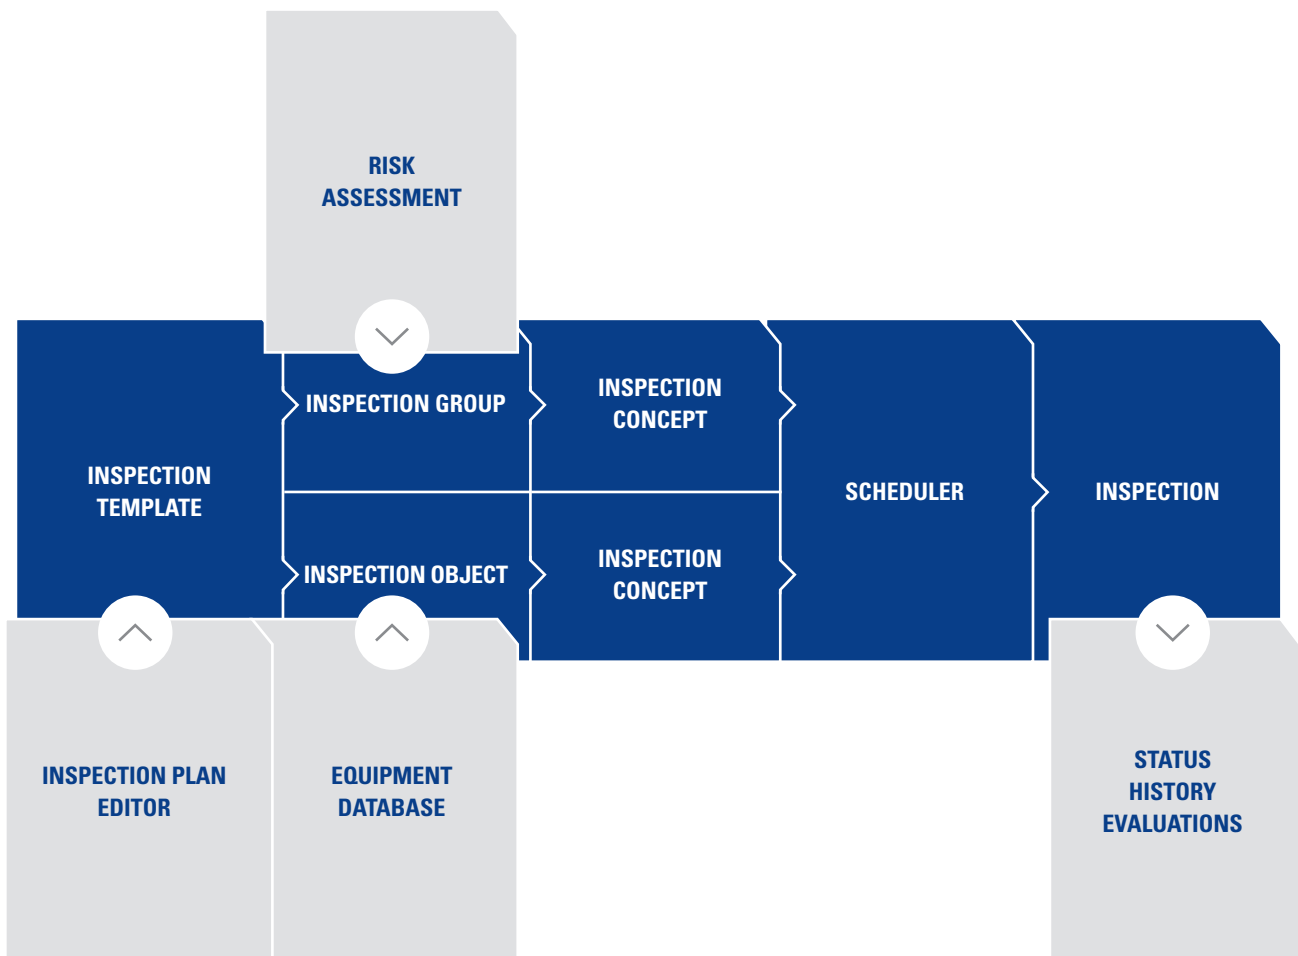 RISK
ASSESSMENT
INSPECTION
TEMPLATE
INSPECTION GROUP
INSPECTION
CONCEPT
INSPECTION OBJECT
INSPECTION
CONCEPT
SCHEDULER
INSPECTION
INSPECTION PLAN
EDITOR
EQUIPMENT
DATABASE
STATUS
HISTORY
EVALUATIONS